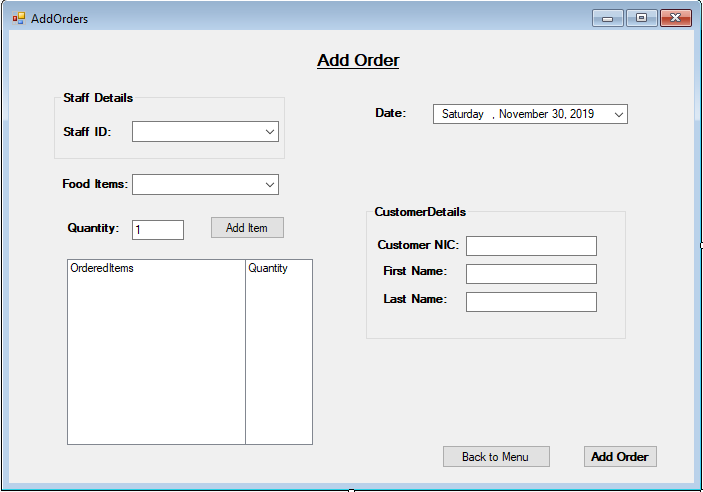 AddOrders
Add Order
Staff Details
Staff ID:
Date:
Saturday , November 30, 2019
Food Items:
Quantity:
1
Add Item
CustomerDetails
Customer NIC:
First Name:
Last Name:
OrderedItems Quantity
Back to Menu
Add Order